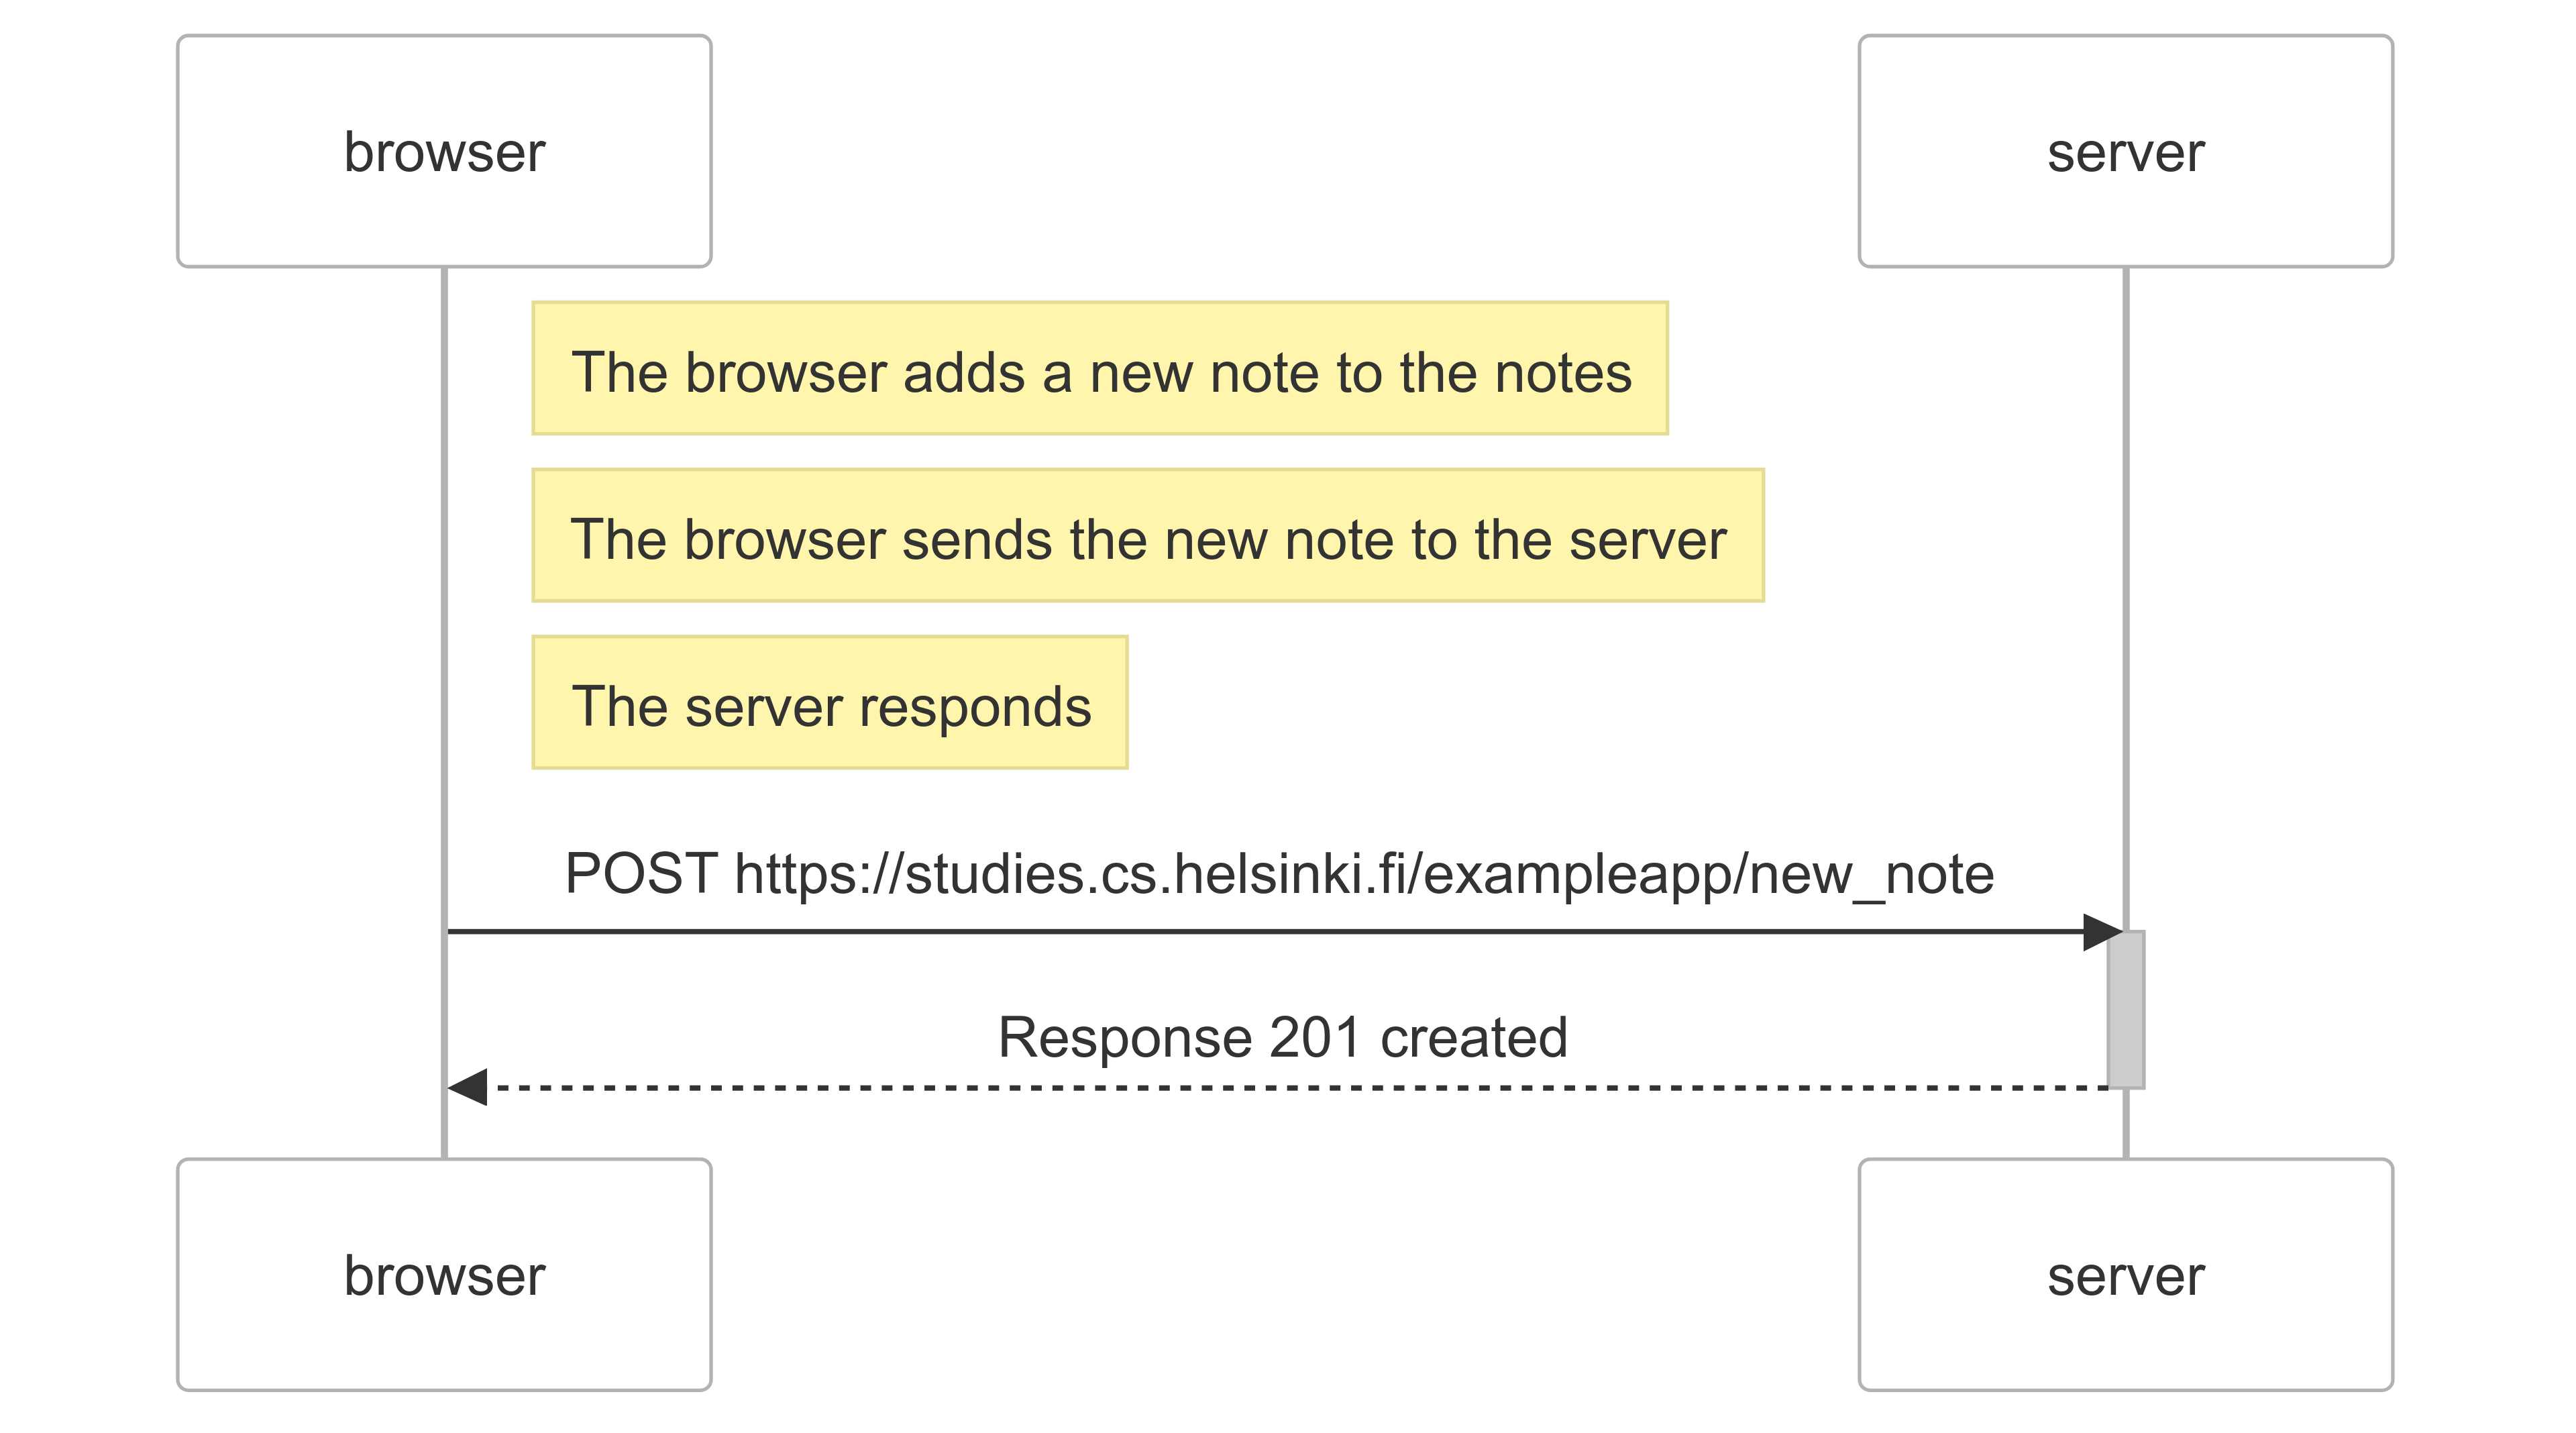 browser
server
The browser adds a new note to the notes
The browser sends the new note to the server
The server responds
POST https://studies.cs.helsinki.fi/exampleapp/new_note
Response 201 created
browser
server